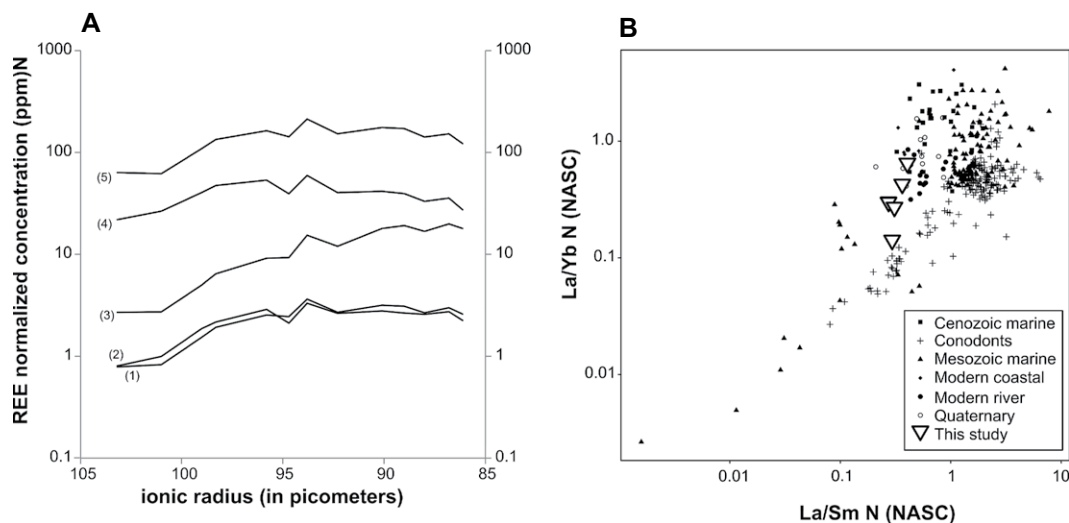 A
REE normalized concentration (ppm)N
1000
100
10
1
0.1
1000
100
10
1
0.1
(5)
(4)
(3)
(2)
(1)
105
100
95
90
85
ionic radius (in picometers)
B
La/Yb N (NASC)
1.0
0.1
0.01
Cenozoic marine
Conodonts
Mesozoic marine
Modern coastal
Modern river
Quaternary
This study
0.01
0.1
1
10
La/Sm N (NASC)